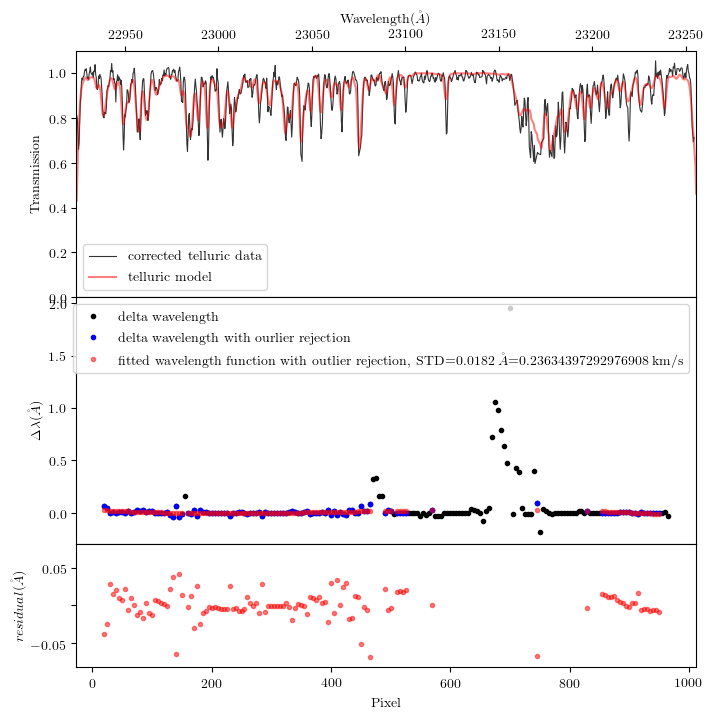 Wavelength(Å)
22950 23000 23050 23100 23150 23200 23250
1.0
0.8
0.6
0.4
0.2
0.0
Transmission
corrected telluric data
telluric model
2.0
1.5
1.0
0.5
0.0
Δλ(Å)
delta wavelength
delta wavelength with ourlier rejection
fitted wavelength function with outlier rejection, STD=0.0182 Å=0.23634397292976908 km/s
0.05
−0.05
residual(Å)
0 200 400 600 800 1000
Pixel